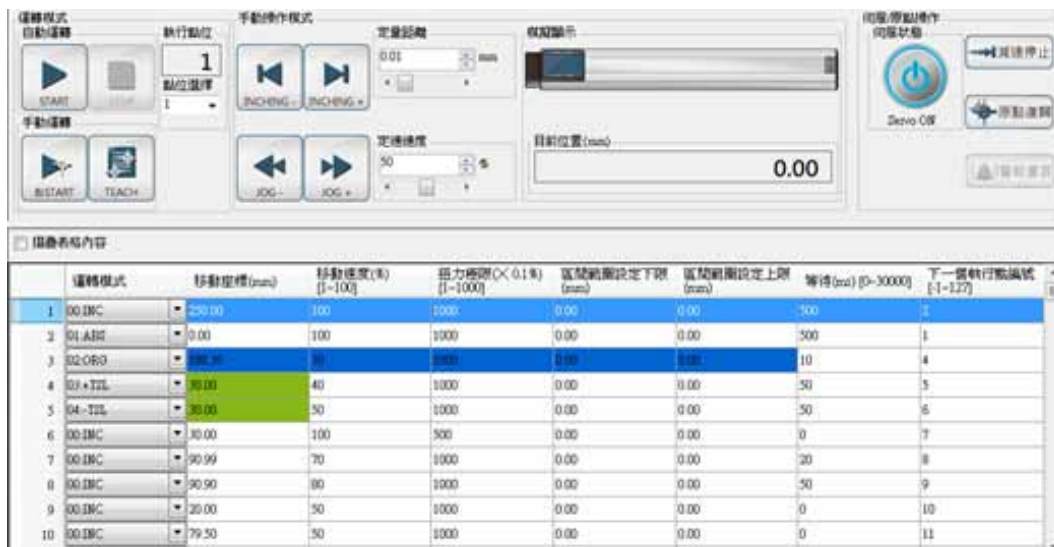 運轉模式
自動運轉
執行點位
START
STOP
1
點位選擇
1
手動運轉
TEACH
手動操作模式
INCHING -
INCHING +
JOG -
JOG +
定量距離
0.01
mm
定速速度
50
%
模擬顯示
目前位置(mm)
0.00
伺服/原點操作
伺服狀態
Servo Off
減速停止
原點復歸
摺疊表格內容
運轉模式 移動座標(mm) 移動速度(%) [1~100] 扭力極限(X 0.1%) [1~1000] 區間範圍設定下限 (mm) 區間範圍設定上限 (mm) 等待(ms) [0~30000] 下一個執行點編號 [-1~127]
1 00:INC 250.00 100 1000 0.00 0.00 500 2
2 01:ABS 0.00 100 1000 0.00 0.00 500 1
3 02:ORG 1000 0.00 0.00 10 4
4 03:+TSL 30.00 40 1000 0.00 0.00 50 5
5 04:-TSL 30.00 50 1000 0.00 0.00 50 6
6 00:INC 30.00 100 500 0.00 0.00 0 7
7 00:INC 90.99 70 1000 0.00 0.00 20 8
8 00:INC 90.90 80 1000 0.00 0.00 50 9
9 00:INC 20.00 50 1000 0.00 0.00 0 10
10 00:INC 79.50 50 1000 0.00 0.00 0 11